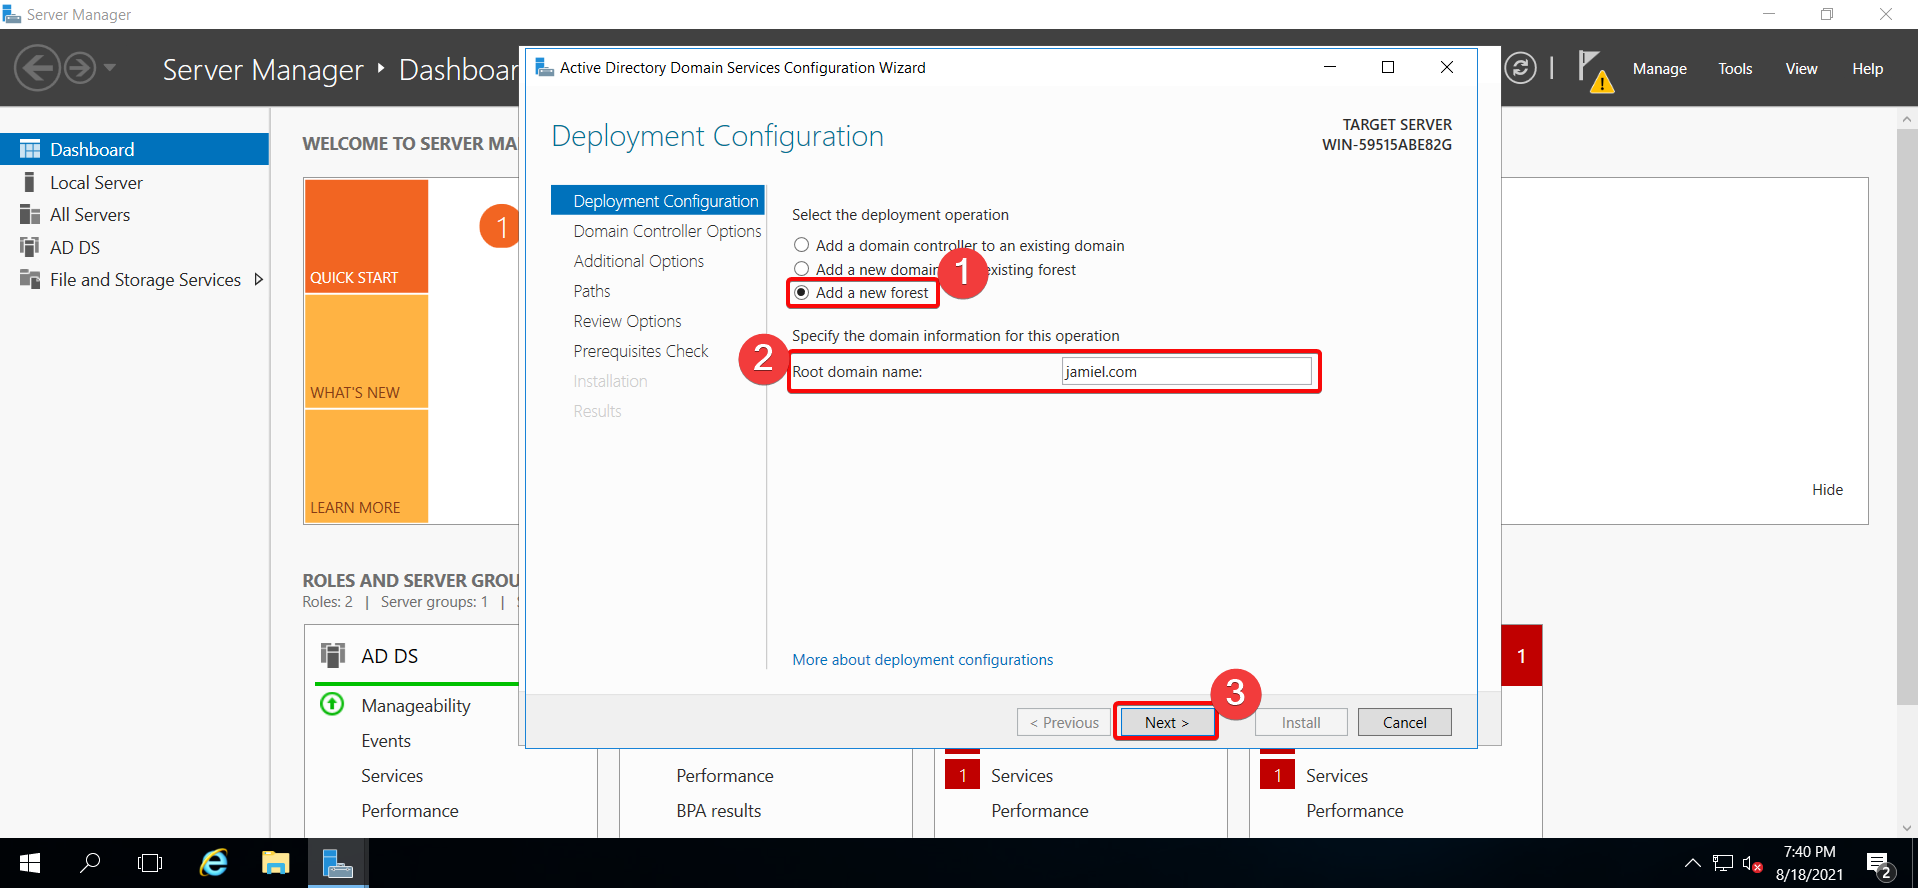 Server Manager
Server Manager
Dashboar
Manage
Tools
View
Help
Dashboard
Local Server
All Servers
AD DS
File and Storage Services
WELCOME TO SERVER MA
QUICK START
WHAT'S NEW
LEARN MORE
1
Hide
ROLES AND SERVER GROU
Roles: 2 | Server groups: 1 |
AD DS
Manageability
Events
Services
Performance
Performance
BPA results
1 Services
Performance
1
1 Services
Performance
Active Directory Domain Services Configuration Wizard
Deployment Configuration
TARGET SERVER
WIN-59515ABE82G
Deployment Configuration
Domain Controller Options
Additional Options
Paths
Review Options
Prerequisites Check
Installation
Results
Select the deployment operation
Add a domain controller to an existing domain
Add a new domain existing forest
1
Add a new forest
Specify the domain information for this operation
2
Root domain name: jamiel.com
More about deployment configurations
3
< Previous
Next >
Install
Cancel
7:40 PM
8/18/2021
2